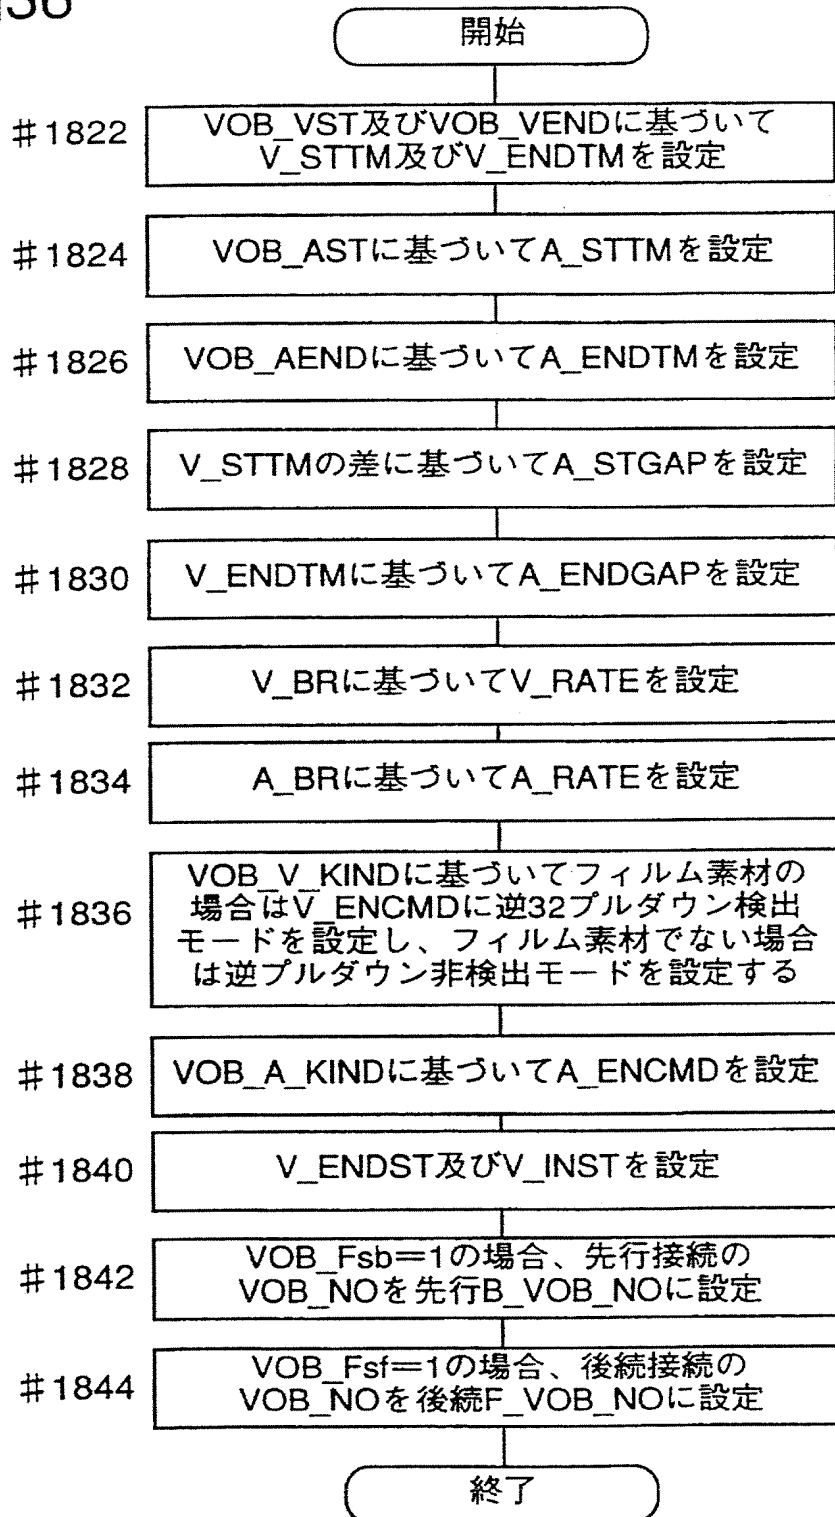 開始
#1822
VOB_VST及びVOB_VENDに基づいて
V_STTM及びV_ENDTMを設定
#1824
VOB_ASTに基づいてA_STTMを設定
#1826
VOB_AENDに基づいてA_ENDTMを設定
#1828
V_STTMの差に基づいてA_STGAPを設定
#1830
V_ENDTMに基づいてA_ENDGAPを設定
#1832
V_BRに基づいてV_RATEを設定
#1834
A_BRに基づいてA_RATEを設定
#1836
VOB_V_KINDに基づいてフィルム素材の
場合はV_ENCMDに逆32プルダウン検出
モードを設定し、フィルム素材でない場合
は逆プルダウン非検出モードを設定する
#1838
VOB_A_KINDに基づいてA_ENCMDを設定
#1840
V_ENDST及びV_INSTを設定
#1842
VOB_Fsb=1の場合、先行接続の
VOB_NOを先行B_VOB_NOに設定
#1844
VOB_Fsf=1の場合、後続接続の
VOB_NOを後続F_VOB_NOに設定
終了